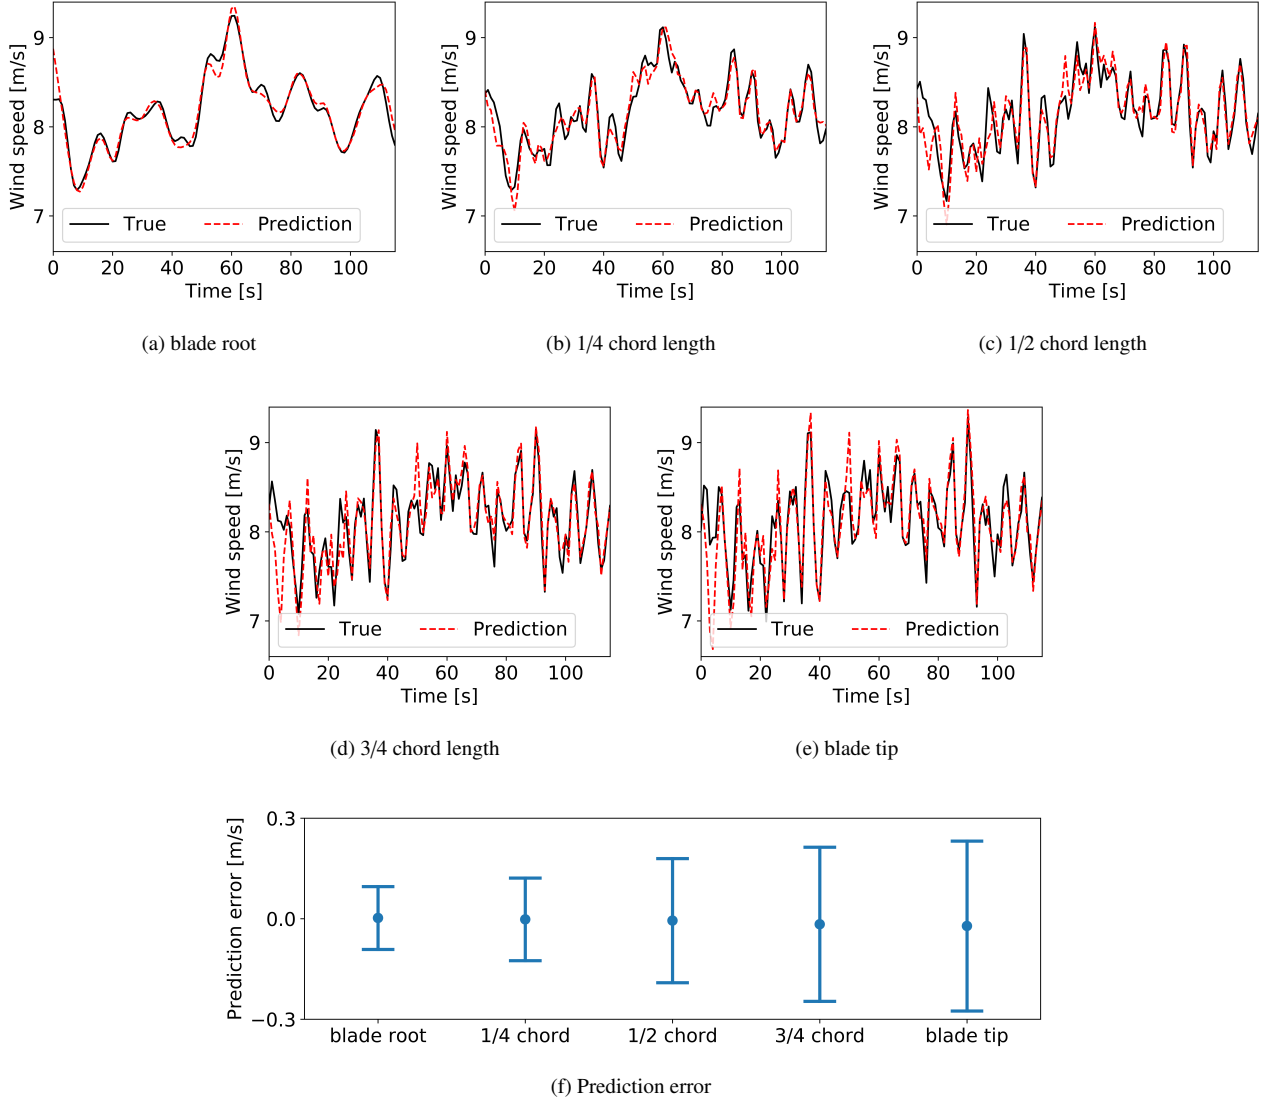 9
8
7
Wind speed [m/s]
True
Prediction
0
20
40
60
80
100
Time [s]
(a) blade root
9
8
7
Wind speed [m/s]
True
Prediction
0
20
40
60
80
100
Time [s]
(b) 1/4 chord length
9
8
7
Wind speed [m/s]
True
Prediction
0
20
40
60
80
100
Time [s]
(c) 1/2 chord length
9
8
7
Wind speed [m/s]
True
Prediction
0
20
40
60
80
100
Time [s]
(d) 3/4 chord length
9
8
7
Wind speed [m/s]
True
Prediction
0
20
40
60
80
100
Time [s]
(e) blade tip
0.3
0.0
−0.3
Prediction error [m/s]
blade root
1/4 chord
1/2 chord
3/4 chord
blade tip
(f) Prediction error